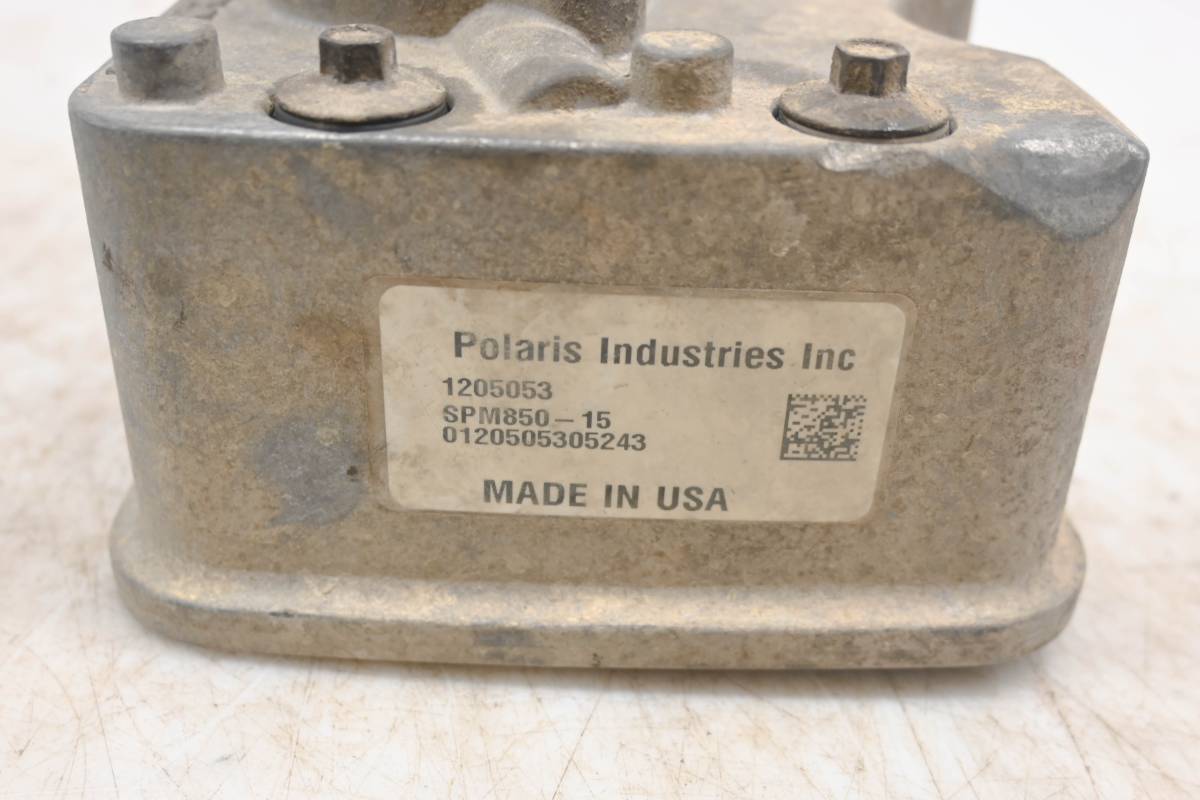 Polaris Industries Inc
1205053
SPM850-15
0120505305243
MADE IN USA